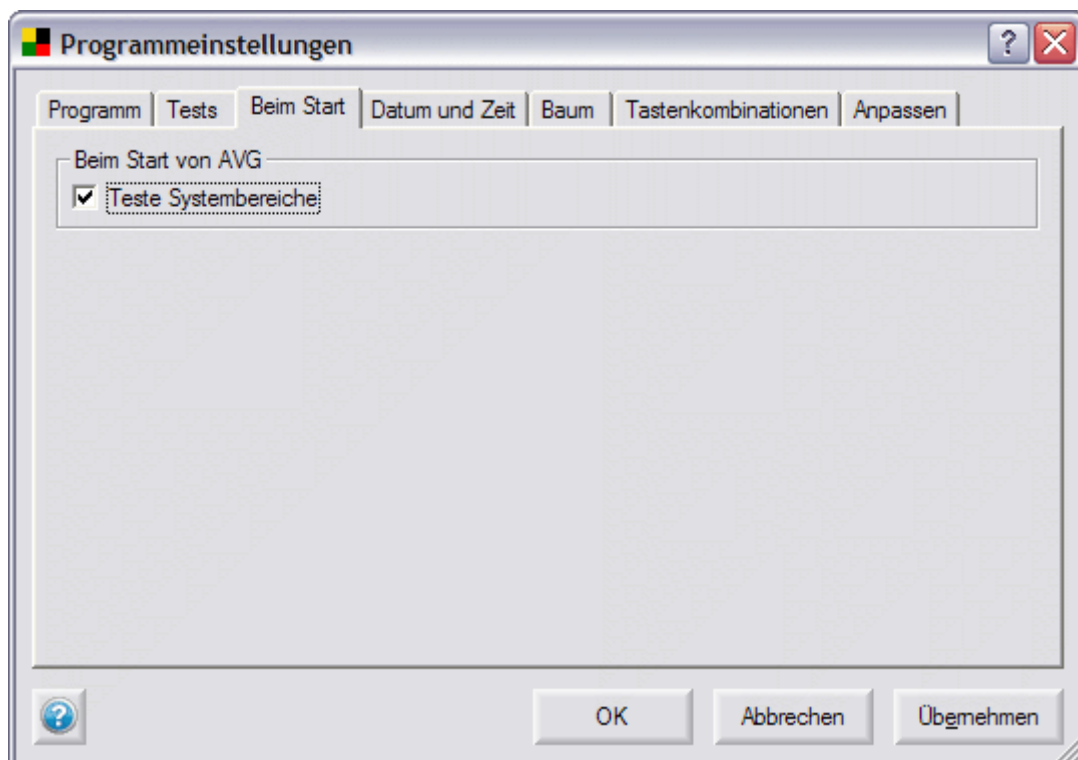 Programmeinstellungen
Programm Tests Beim Start Datum und Zeit Baum Tastenkombinationen Anpassen
Beim Start von AVG
Teste Systembereiche
OK Abbrechen Übernehmen